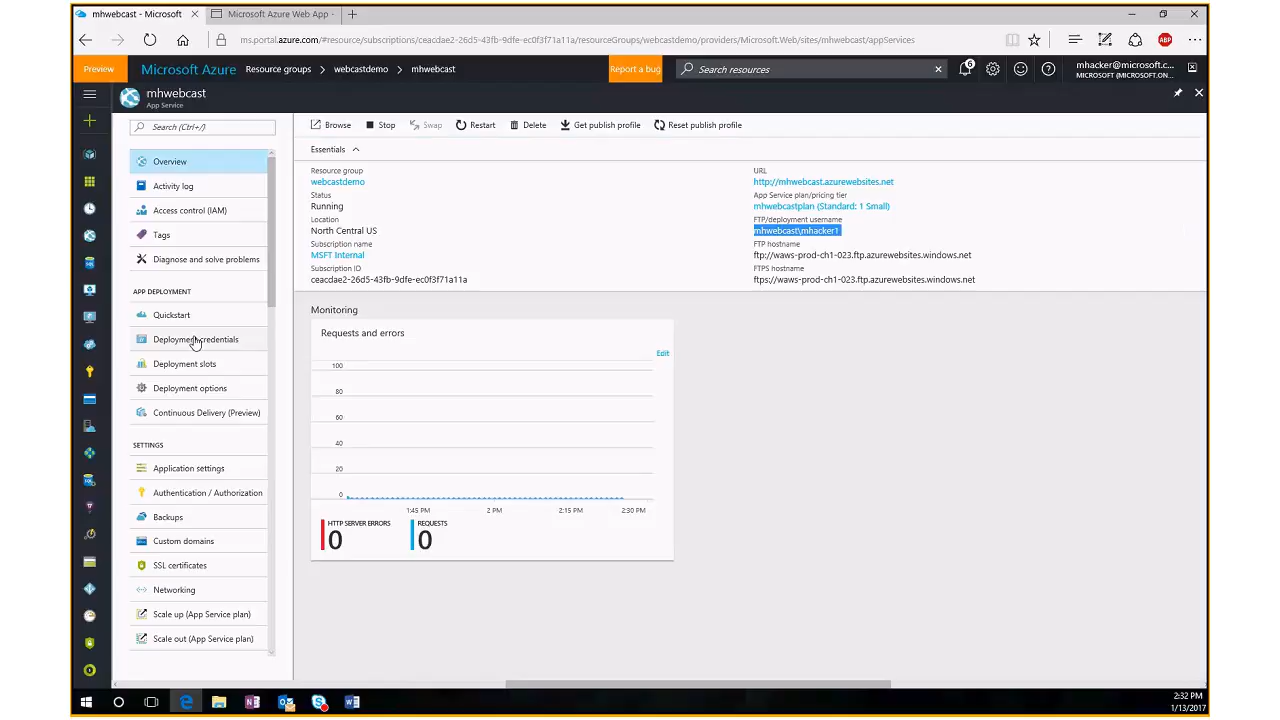 mhwebcast - Microsoft
Microsoft Azure Web App -
ms.portal.azure.com/#resource/subscriptions/ceacdae2-26d5-43fb-9dfe-ec0f3f71a11a/resourceGroups/webcastdemo/providers/Microsoft.Web/sites/mhwebcast/appServices
ABP
Preview
Microsoft Azure
Resource groups
webcastdemo
mhwebcast
Report a bug
Search resources
6
mhacker@microsoft.c...
MICROSOFT (MICROSOFT.ON...
mhwebcast
App Service
Search (Ctrl+/)
Overview
Activity log
Access control (IAM)
Tags
Diagnose and solve problems
APP DEPLOYMENT
Quickstart
Deployment credentials
Deployment slots
Deployment options
Continuous Delivery (Preview)
SETTINGS
Application settings
Authentication / Authorization
Backups
Custom domains
SSL certificates
Networking
Scale up (App Service plan)
Scale out (App Service plan)
Browse
Stop
Swap
Restart
Delete
Get publish profile
Reset publish profile
Essentials
Resource group
webcastdemo
Status
Running
Location
North Central US
Subscription name
MSFT Internal
Subscription ID
ceacdae2-26d5-43fb-9dfe-ec0f3f71a11a
URL
http://mhwebcast.azurewebsites.net
App Service plan/pricing tier
mhwebcastplan (Standard: 1 Small)
FTP/deployment username
mhwebcast\mhacker1
FTP hostname
ftp://waws-prod-ch1-023.ftp.azurewebsites.windows.net
FTPS hostname
ftps://waws-prod-ch1-023.ftp.azurewebsites.windows.net
Monitoring
Requests and errors
Edit
100
80
60
40
20
0
1:45 PM
2 PM
2:15 PM
2:30 PM
HTTP SERVER ERRORS
0
REQUESTS
0
2:32 PM
1/13/2017